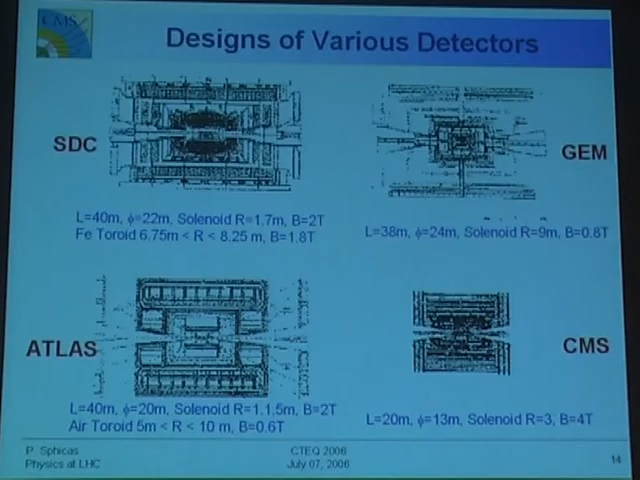 CMS
Designs of Various Detectors
SDC
GEM
L=40m, ϕ=22m, Solenoid R=1.7m, B=2T
Fe Toroid 6.75m < R < 8.25 m, B=1.8T
L=38m, ϕ=24m, Solenoid R=9m, B=0.8T
ATLAS
CMS
L=40m, ϕ=20m, Solenoid R=1.1.5m, B=2T
Air Toroid 5m < R < 10 m, B=0.6T
L=20m, ϕ=13m, Solenoid R=3, B=4T
P. Sphicas
Physics at LHC
CTEQ 2006
July 07, 2006
14